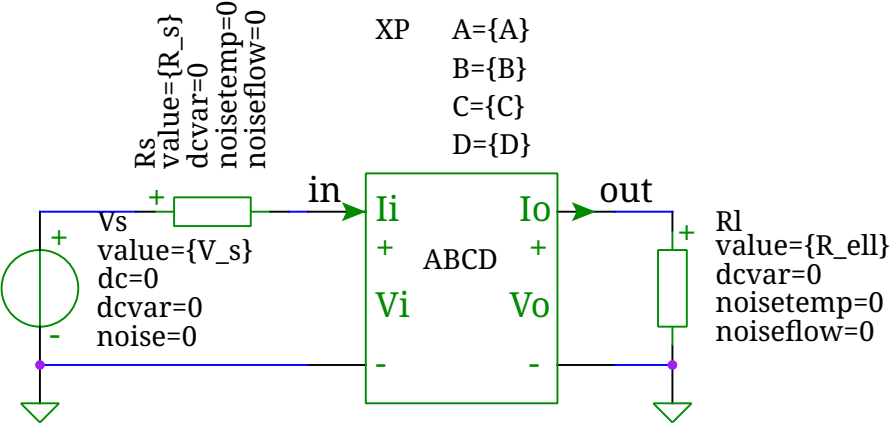 Rs
value={R_s}
dcvar=0
noisetemp=0
noiseflow=0
XP
A={A}
B={B}
C={C}
D={D}
in
out
+
Ii
Io
+
+
ABCD
Vi
Vo
-
-
Vs
value={V_s}
dc=0
dcvar=0
noise=0
+
-
+
Rl
value={R_ell}
dcvar=0
noisetemp=0
noiseflow=0